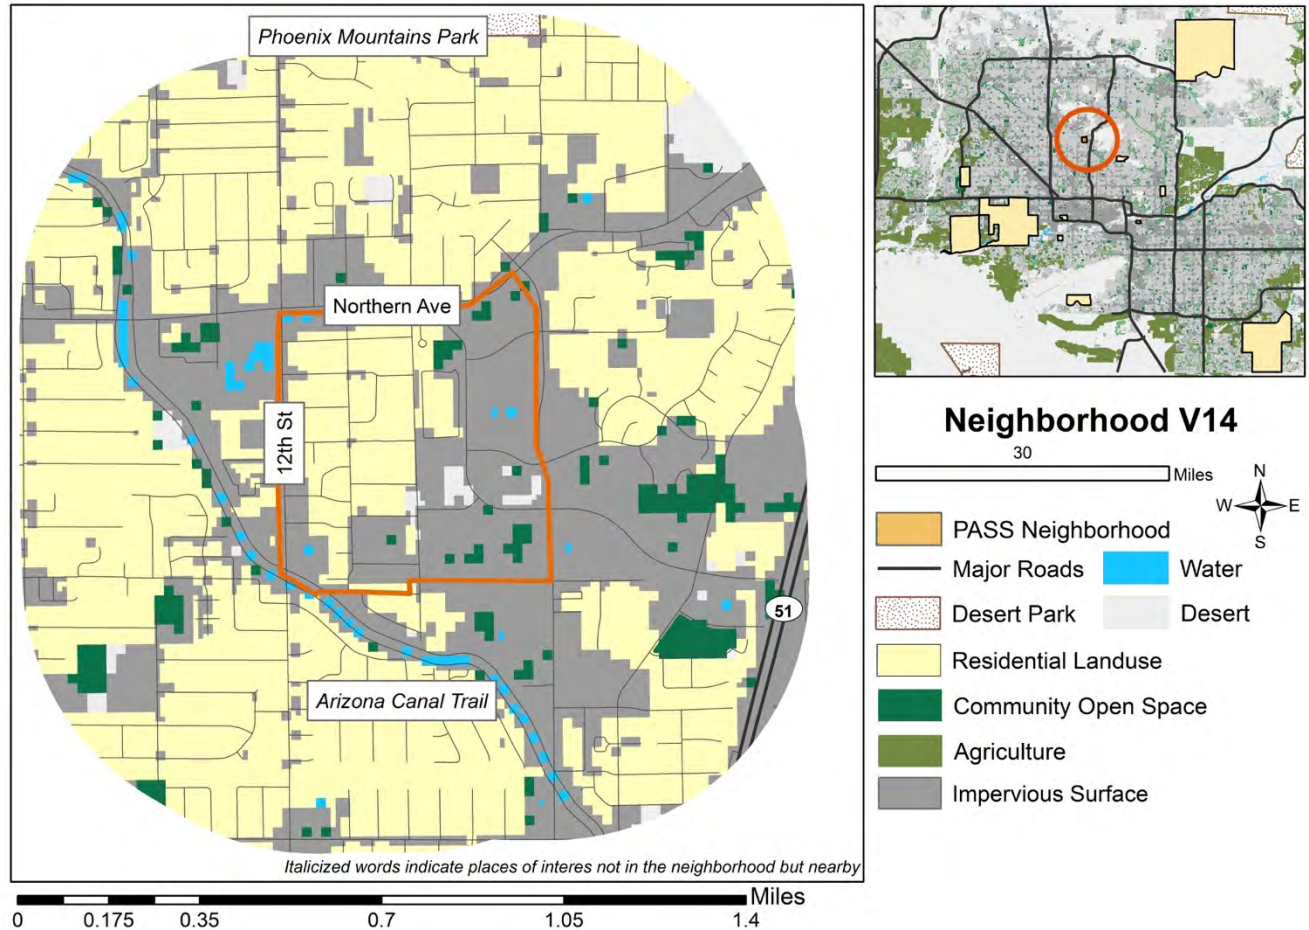 Phoenix Mountains Park
Northern Ave
12th St
51
Arizona Canal Trail
Italicized words indicate places of interes not in the neighborhood but nearby
Miles
0 0.175 0.35 0.7 1.05 1.4
Neighborhood V14
30
Miles
N
W E
S
PASS Neighborhood
Major Roads
Water
Desert Park
Desert
Residential Landuse
Community Open Space
Agriculture
Impervious Surface